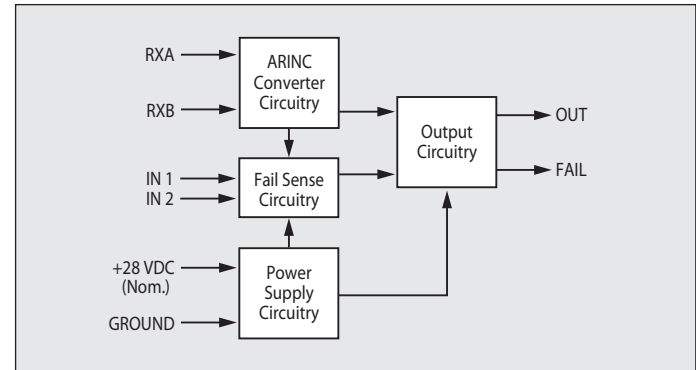 RXA
RXB
ARINC
Converter
Circuitry
IN 1
IN 2
Fail Sense
Circuitry
Output
Circuitry
OUT
FAIL
+28 VDC
(Nom.)
GROUND
Power
Supply
Circuitry